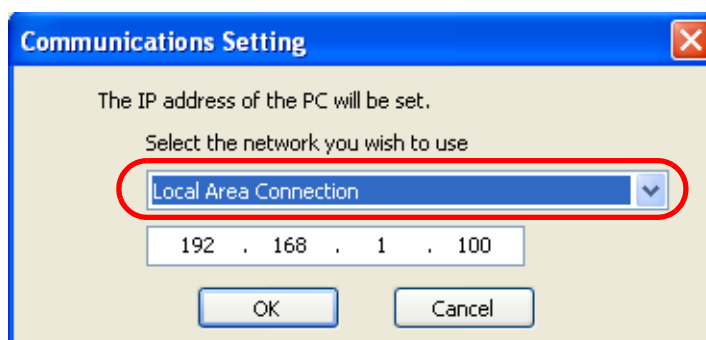 Communications Setting
The IP address of the PC will be set.
Select the network you wish to use
Local Area Connection
192 . 168 . 1 . 100
OK Cancel